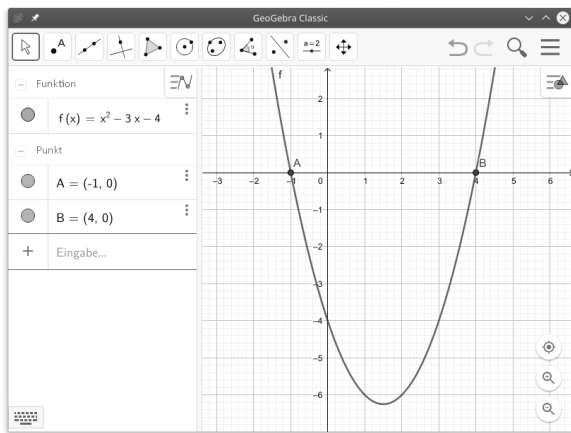 GeoGebra Classic
A
a=2
Funktion
f(x) = x² − 3 x − 4
Punkt
A = (-1, 0)
B = (4, 0)
+ Eingabe...
f
2
1
A B
−3 −2 −1 0 1 2 3 4 5 6
−1
−2
−3
−4
−5
−6